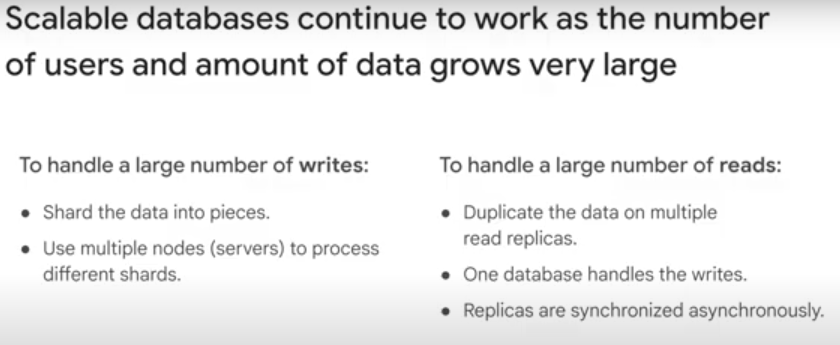 Scalable databases continue to work as the number
of users and amount of data grows very large
To handle a large number of writes:
• Shard the data into pieces.
• Use multiple nodes (servers) to process
different shards.
To handle a large number of reads:
• Duplicate the data on multiple
read replicas.
• One database handles the writes.
• Replicas are synchronized asynchronously.